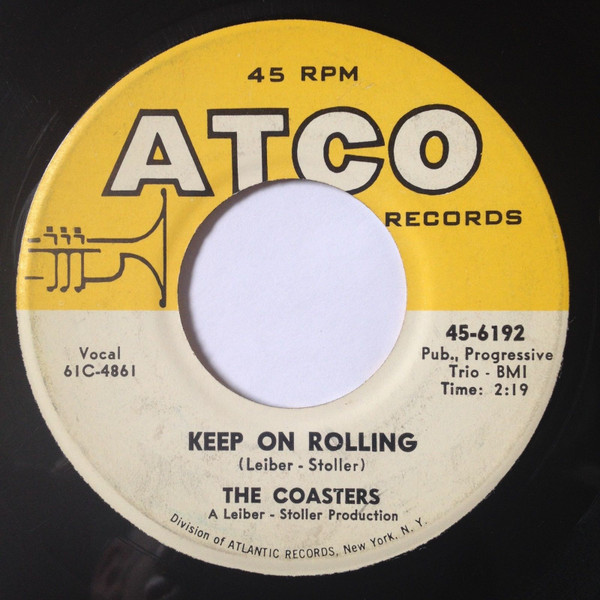 45 RPM
ATCO
RECORDS
45-6192
Vocal
61C-4861
Pub., Progressive
Trio - BMI
Time: 2:19
KEEP ON ROLLING
(Leiber - Stoller)
THE COASTERS
A Leiber - Stoller Production
Division of ATLANTIC RECORDS, New York, N. Y.